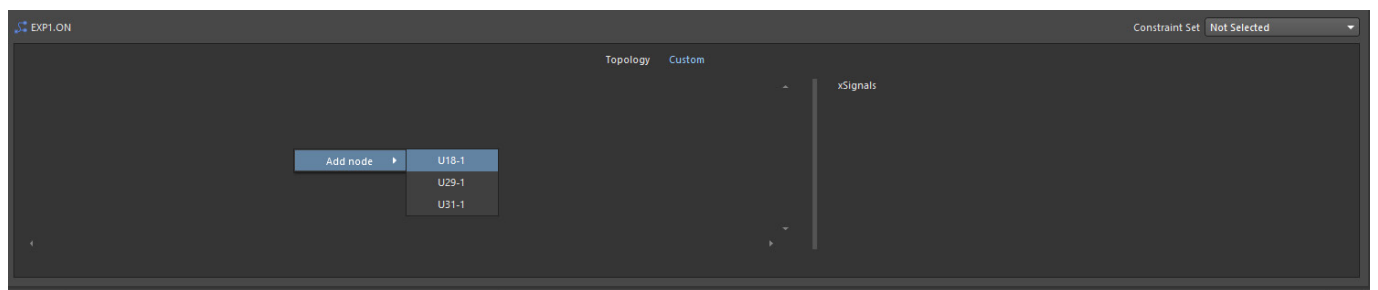 EXP1.ON
Constraint Set Not Selected
Topology Custom
xSignals
Add node U18-1
U29-1
U31-1